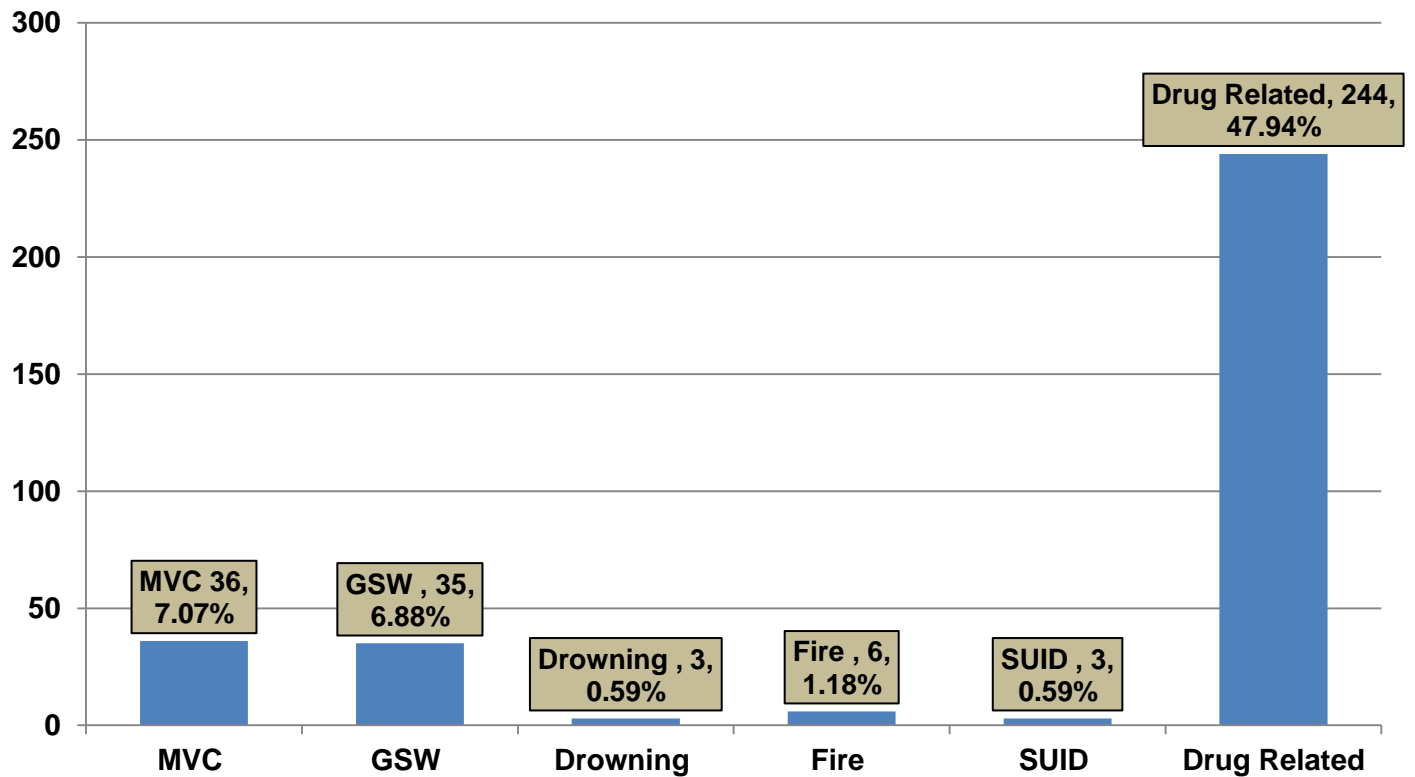 300
250
200
150
100
50
0
Drug Related, 244,
47.94%
MVC 36,
7.07%
GSW , 35,
6.88%
Drowning , 3,
0.59%
Fire , 6,
1.18%
SUID , 3,
0.59%
MVC GSW Drowning Fire SUID Drug Related